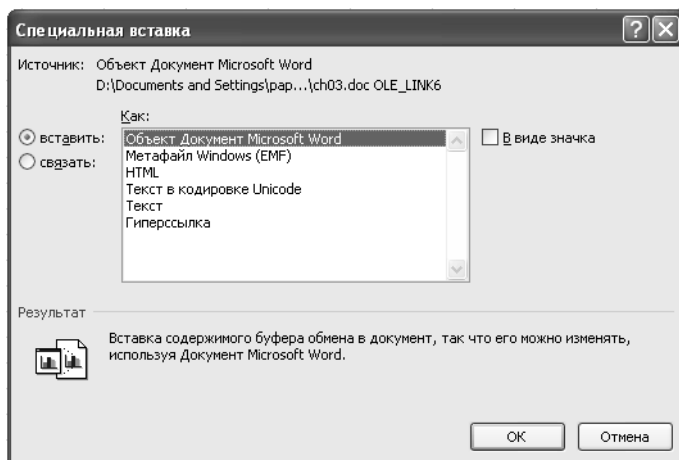 Специальная вставка
Источник: Объект Документ Microsoft Word
D:\Documents and Settings\pap...\ch03.doc OLE_LINK6
Как:
вставить:
связать:
Объект Документ Microsoft Word
Метафайл Windows (EMF)
HTML
Текст в кодировке Unicode
Текст
Гиперссылка
В виде значка
Результат
Вставка содержимого буфера обмена в документ, так что его можно изменять,
используя Документ Microsoft Word.
ОК
Отмена